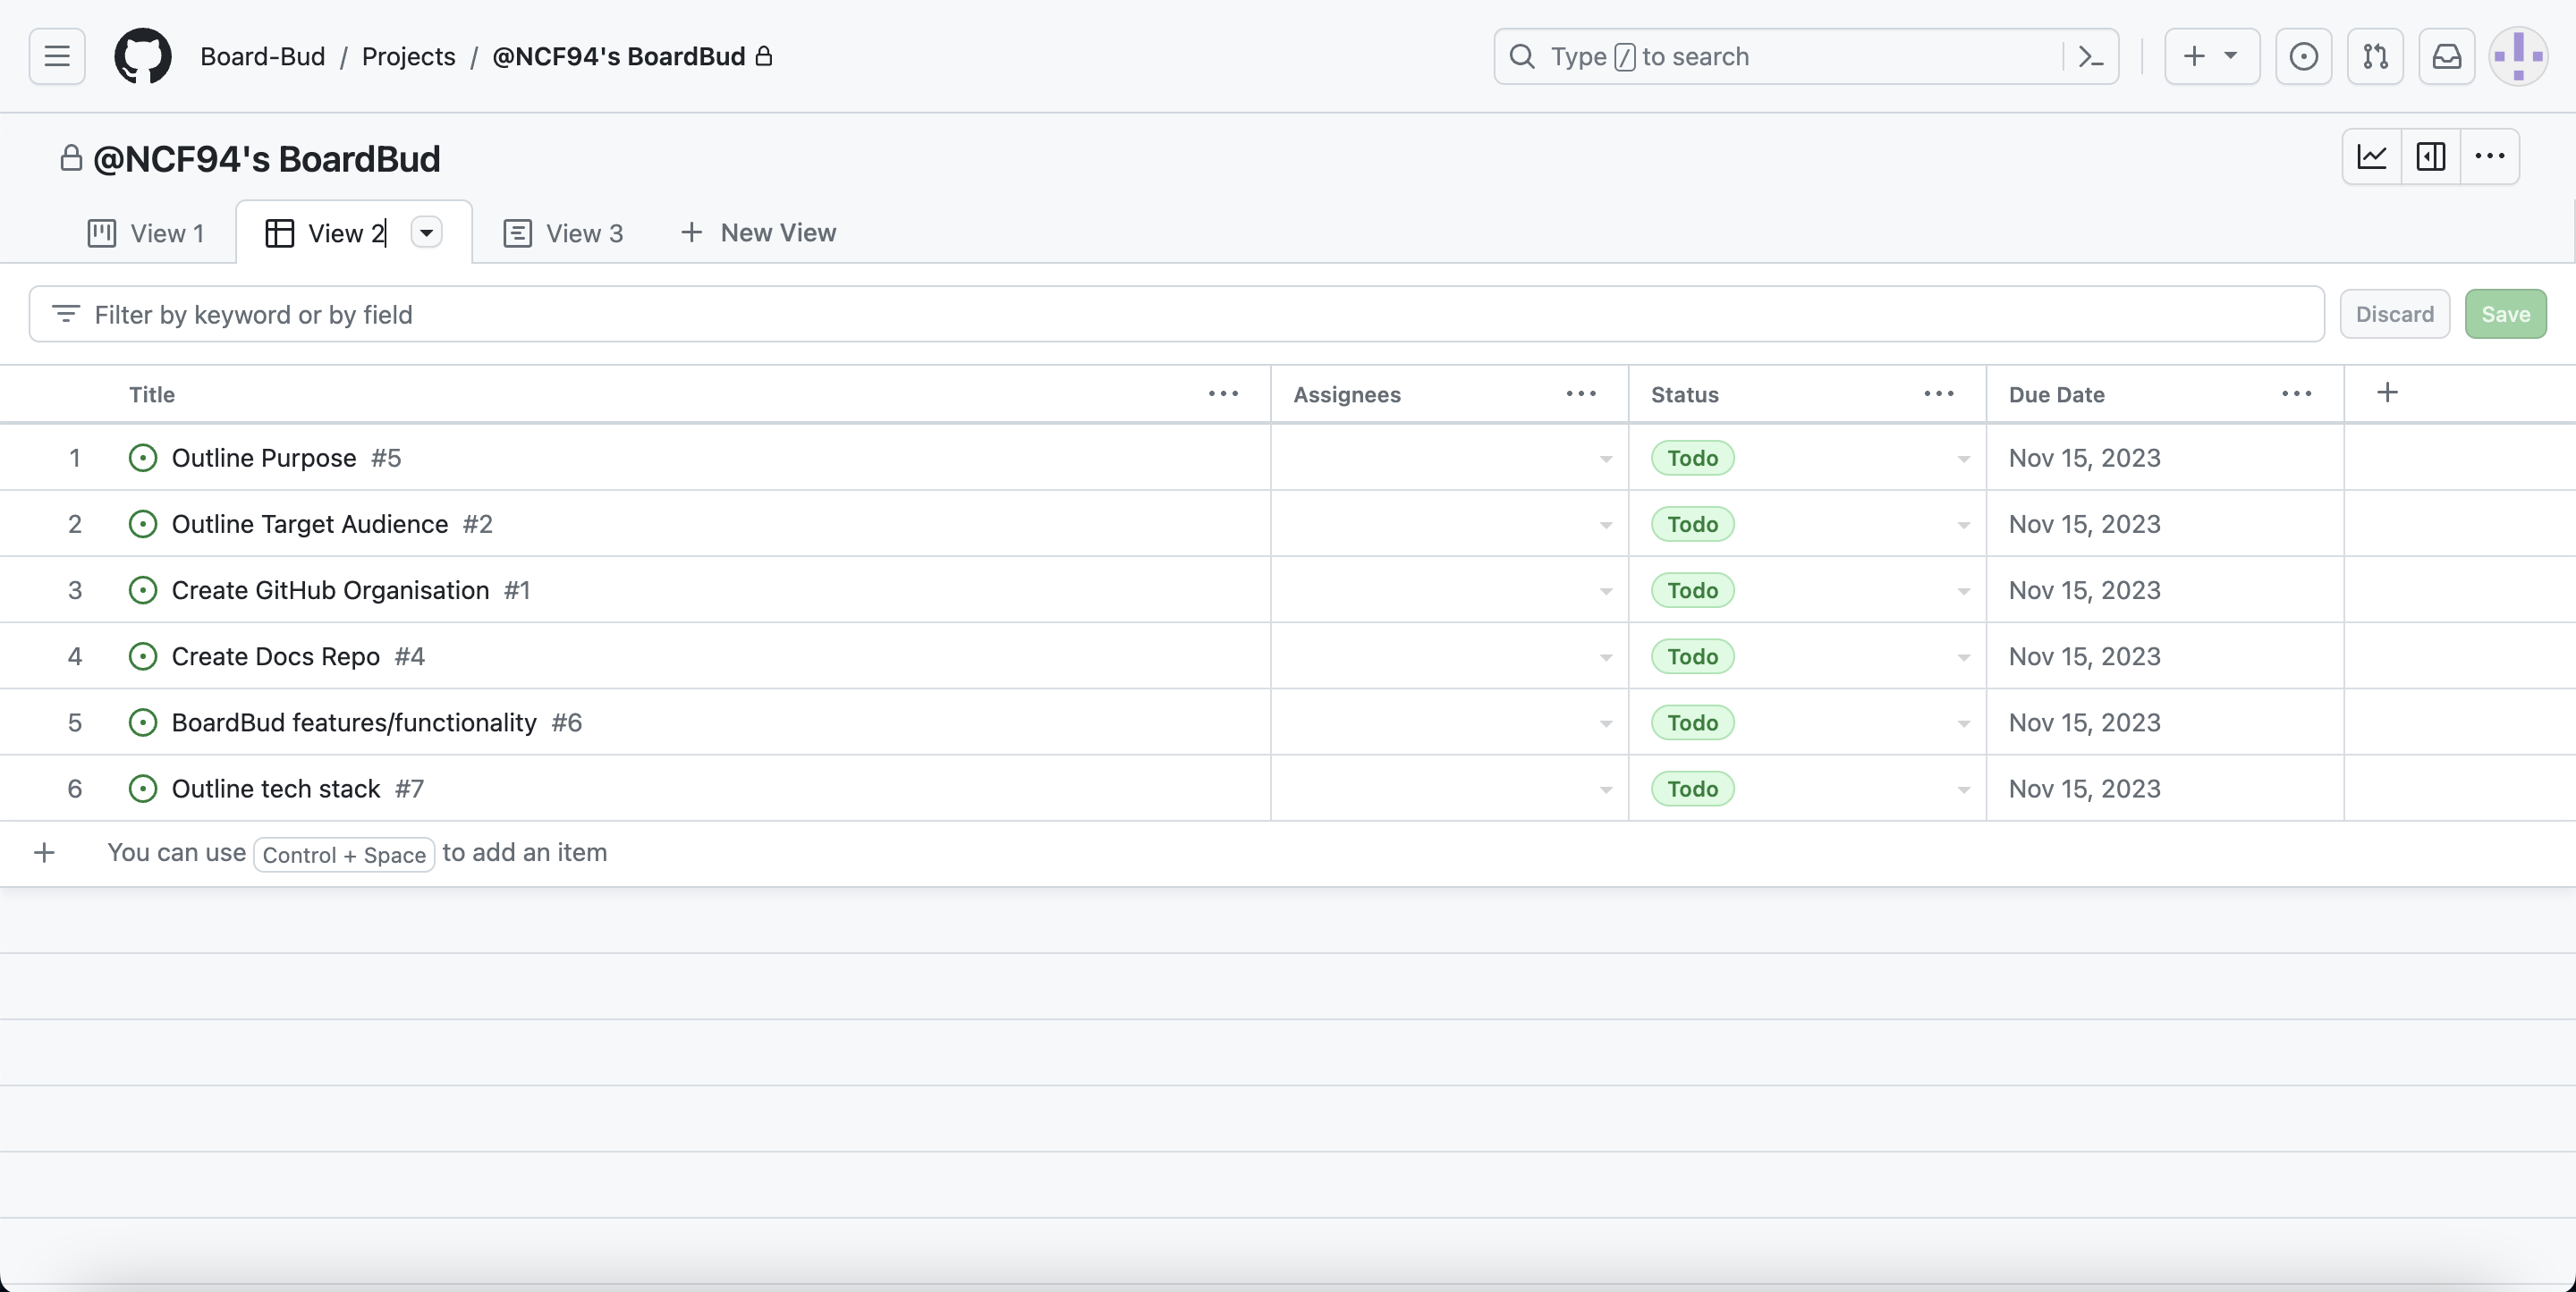 Board-Bud / Projects / @NCF94's BoardBud
Type / to search
@NCF94's BoardBud
View 1
View 2
View 3
+ New View
Filter by keyword or by field
Discard
Save
Title ... Assignees ... Status ... Due Date ... +
1 Outline Purpose #5 Todo Nov 15, 2023
2 Outline Target Audience #2 Todo Nov 15, 2023
3 Create GitHub Organisation #1 Todo Nov 15, 2023
4 Create Docs Repo #4 Todo Nov 15, 2023
5 BoardBud features/functionality #6 Todo Nov 15, 2023
6 Outline tech stack #7 Todo Nov 15, 2023
+ You can use Control + Space to add an item